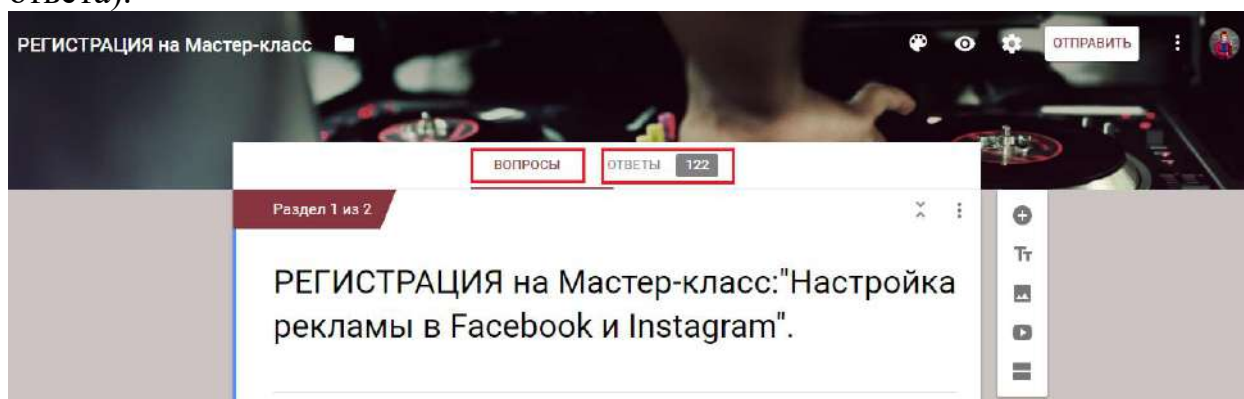 ответа).
РЕГИСТРАЦИЯ на Мастер-класс
ОТПРАВИТЬ
ВОПРОСЫ ОТВЕТЫ 122
Раздел 1 из 2
Тт
РЕГИСТРАЦИЯ на Мастер-класс:"Настройка
рекламы в Facebook и Instagram".